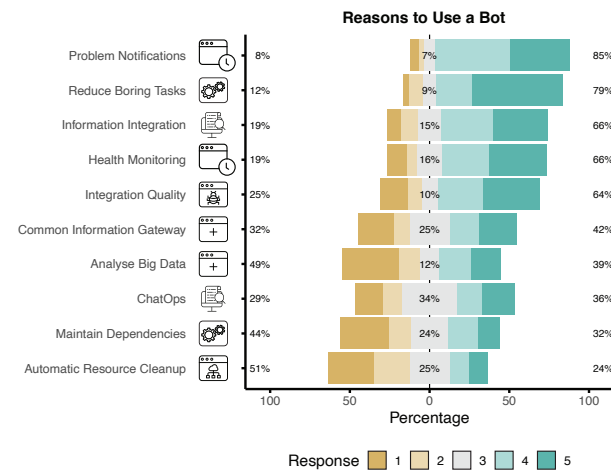 Reasons to Use a Bot
Problem Notifications 8% 7% 85%
Reduce Boring Tasks 12% 9% 79%
Information Integration 19% 15% 66%
Health Monitoring 19% 16% 66%
Integration Quality 25% 10% 64%
Common Information Gateway 32% 25% 42%
Analyse Big Data 49% 12% 39%
ChatOps 29% 34% 36%
Maintain Dependencies 44% 24% 32%
Automatic Resource Cleanup 51% 25% 24%
100 50 0 50 100
Percentage
Response 1 2 3 4 5